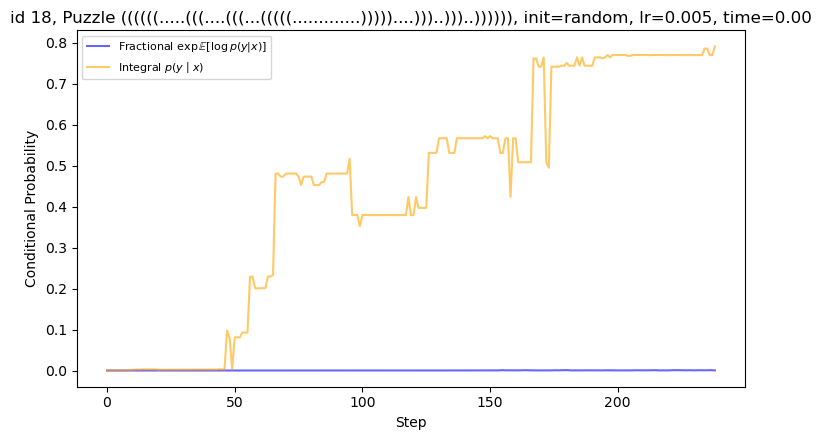 id 18, Puzzle ((((((.....(((....(((...(((((.............)))))....)))..)))..)))))), init=random, lr=0.005, time=0.00
Fractional exp𝔼[log p(y|x)]
Integral p(y | x)
Conditional Probability
0.8
0.7
0.6
0.5
0.4
0.3
0.2
0.1
0.0
0 50 100 150 200
Step